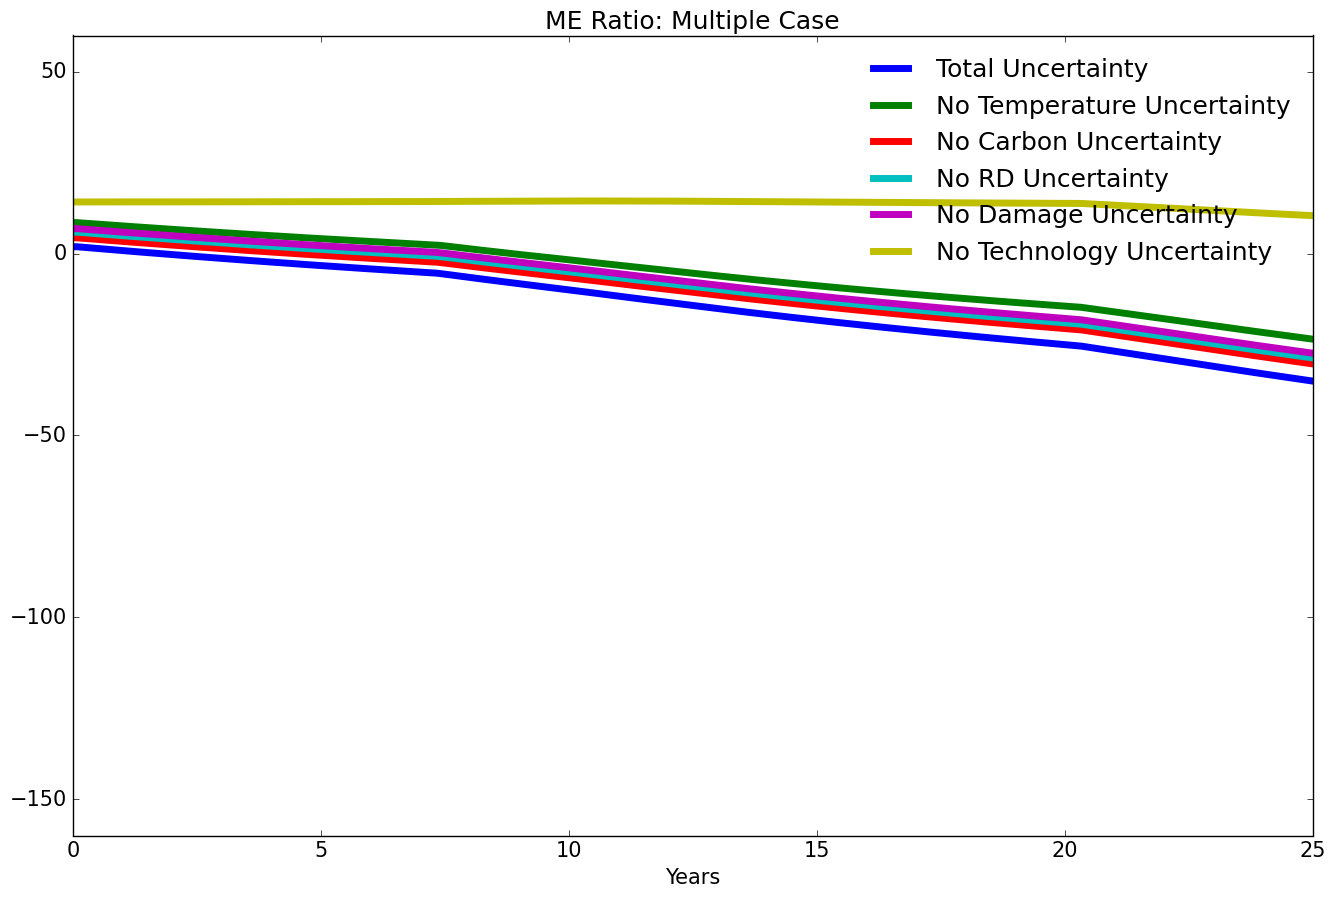 ME Ratio: Multiple Case
50
0
−50
−100
−150
Total Uncertainty
No Temperature Uncertainty
No Carbon Uncertainty
No RD Uncertainty
No Damage Uncertainty
No Technology Uncertainty
0 5 10 15 20 25
Years